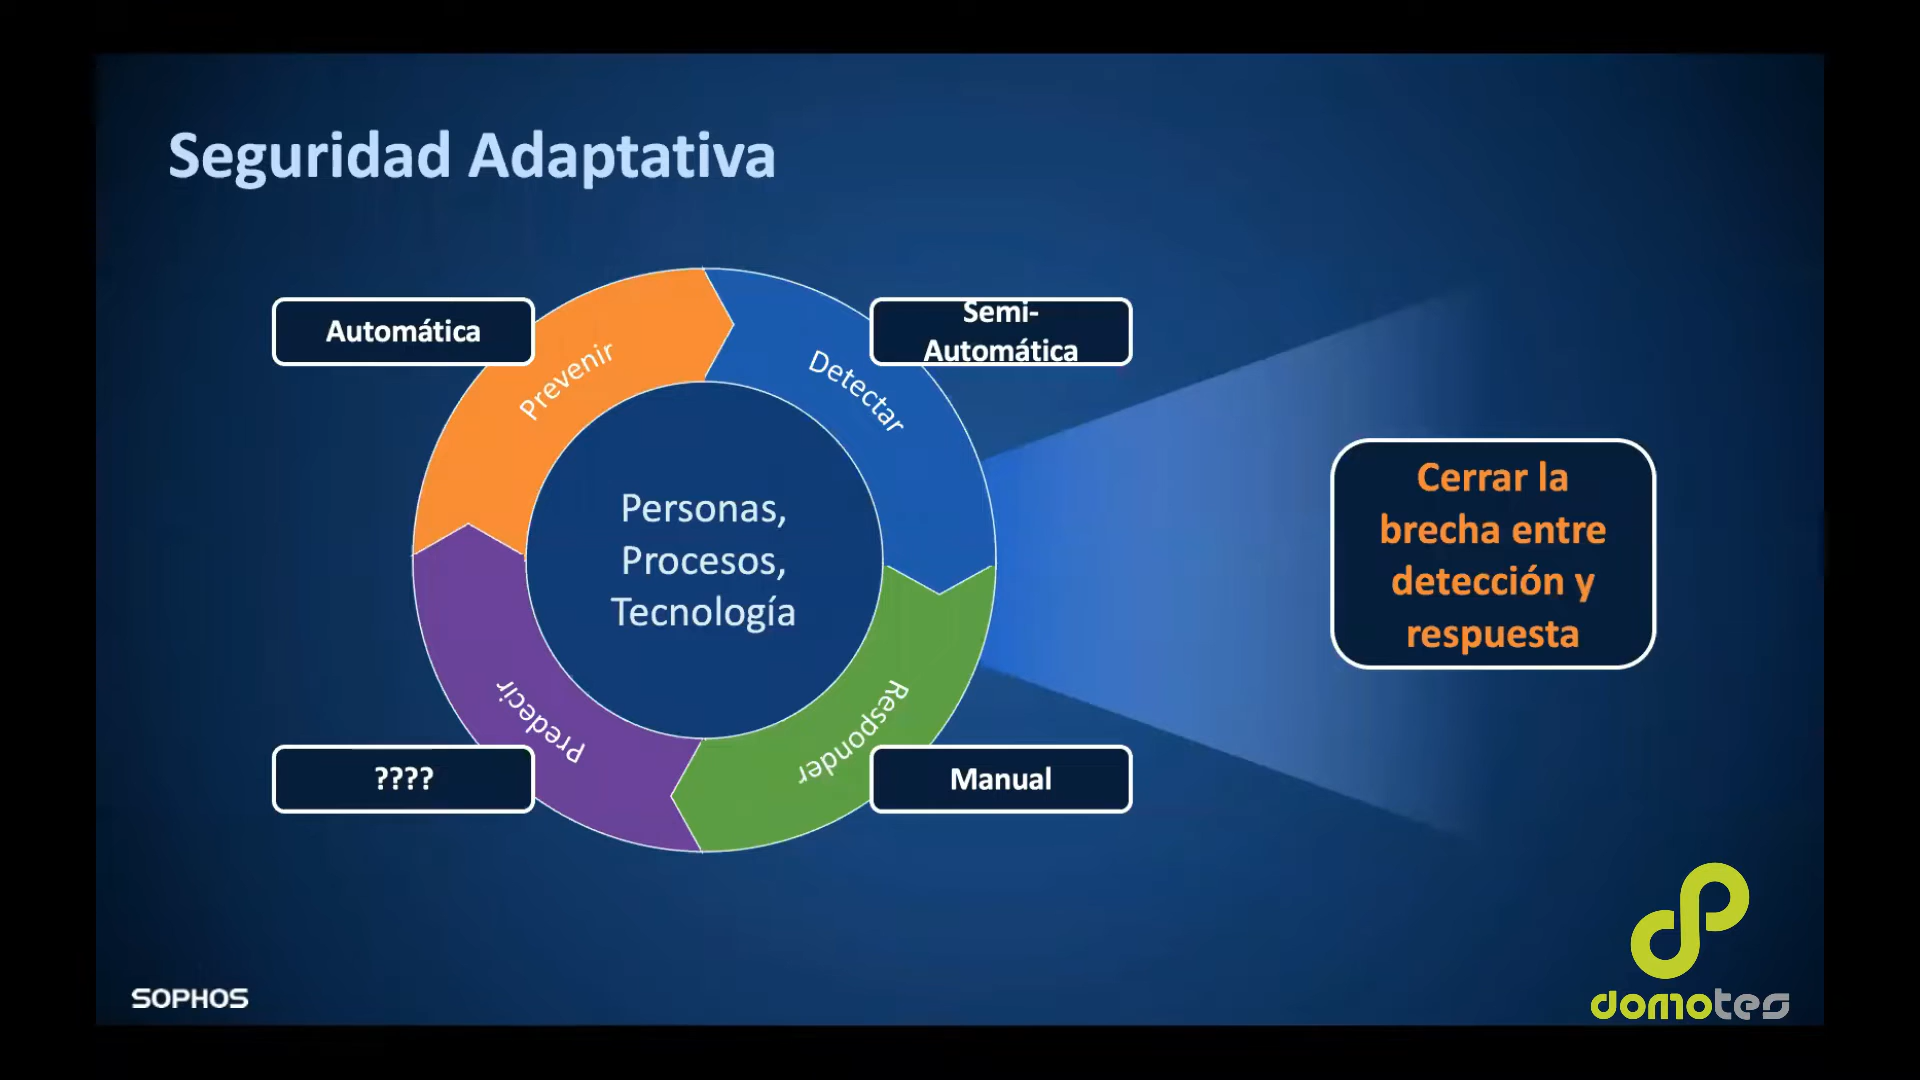 Seguridad Adaptativa
Automática
Semi-
Automática
Prevenir
Detectar
Personas,
Procesos,
Tecnología
Cerrar la
brecha entre
detección y
respuesta
Predecir
Responder
????
Manual
SOPHOS
domotes